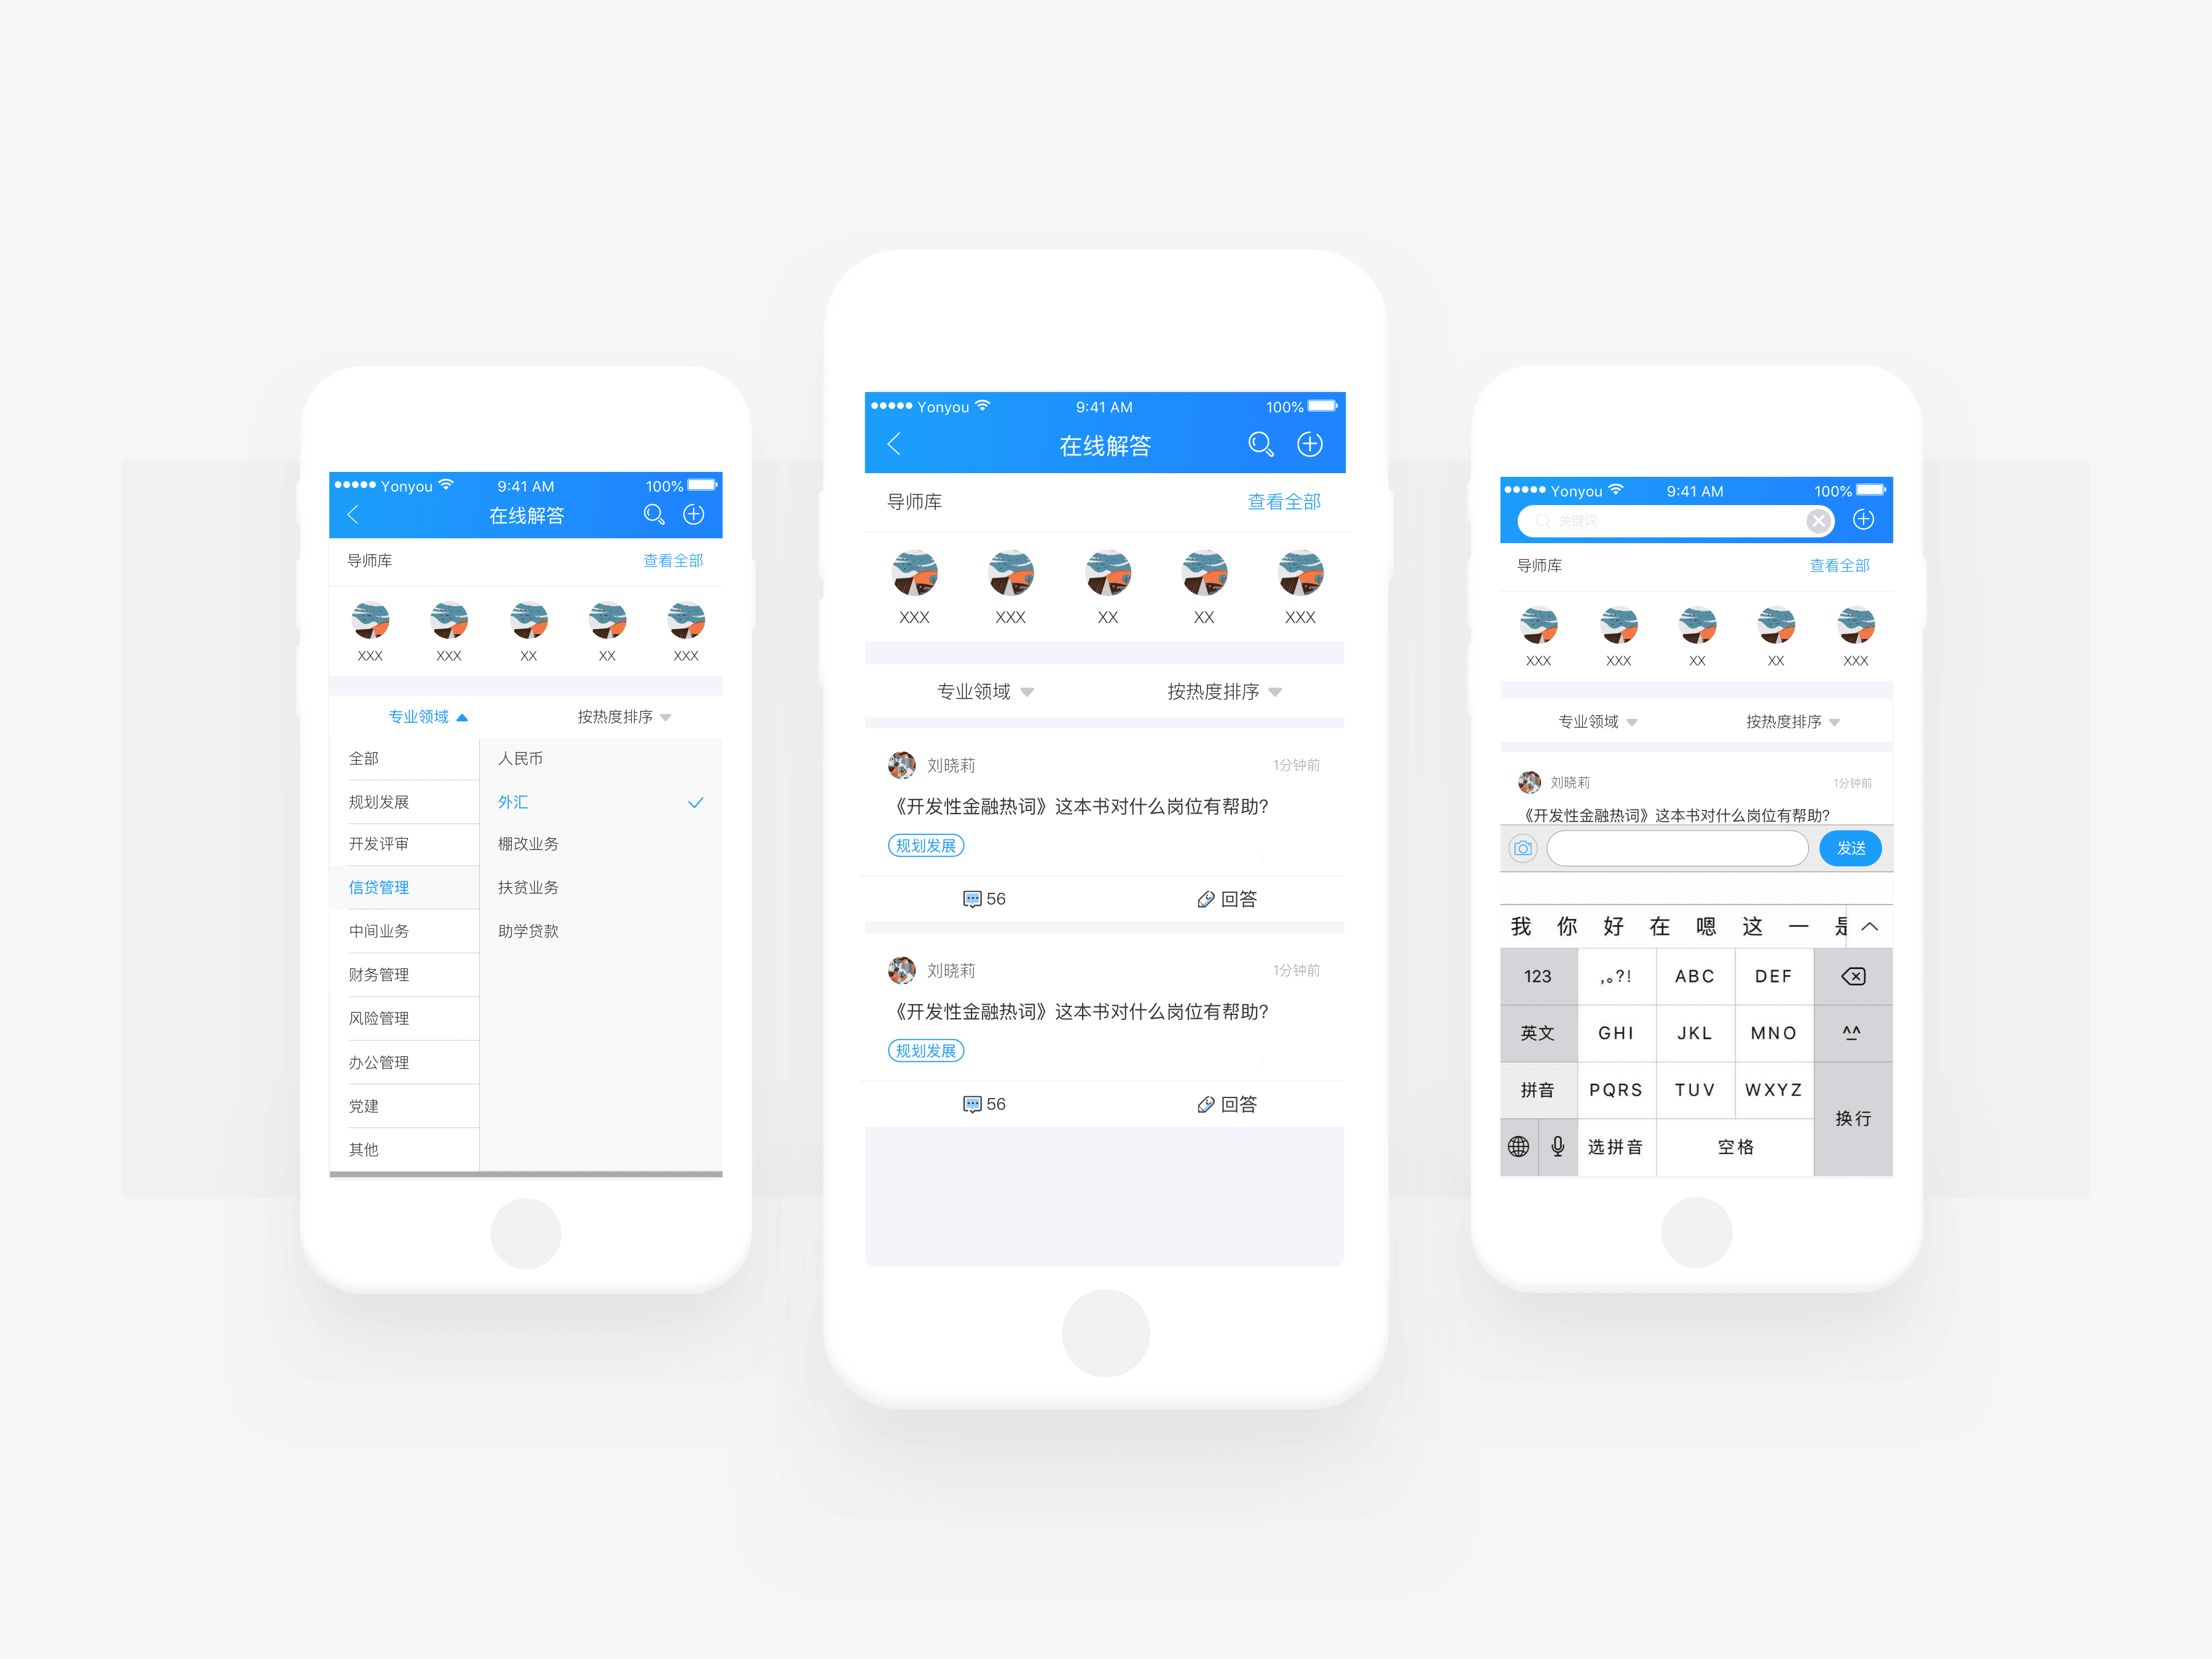 Yonyou 9:41 AM 100%
在线解答
导师库 查看全部
XXX XXX XX XX XXX
专业领域 按热度排序
全部 人民币
规划发展 外汇
开发评审 棚改业务
信贷管理 扶贫业务
中间业务 助学贷款
财务管理
风险管理
办公管理
党建
其他
Yonyou 9:41 AM 100%
在线解答
导师库 查看全部
XXX XXX XX XX XXX
专业领域 按热度排序
刘晓莉 1分钟前
《开发性金融热词》这本书对什么岗位有帮助?
规划发展
56 回答
刘晓莉 1分钟前
《开发性金融热词》这本书对什么岗位有帮助?
规划发展
56 回答
Yonyou 9:41 AM 100%
关键词
导师库 查看全部
XXX XXX XX XX XXX
专业领域 按热度排序
刘晓莉 1分钟前
《开发性金融热词》这本书对什么岗位有帮助?
发送
我 你 好 在 嗯 这 一 是
123 ,。?! ABC DEF
英文 GHI JKL MNO ^^
拼音 PQRS TUV WXYZ 换行
选拼音 空格